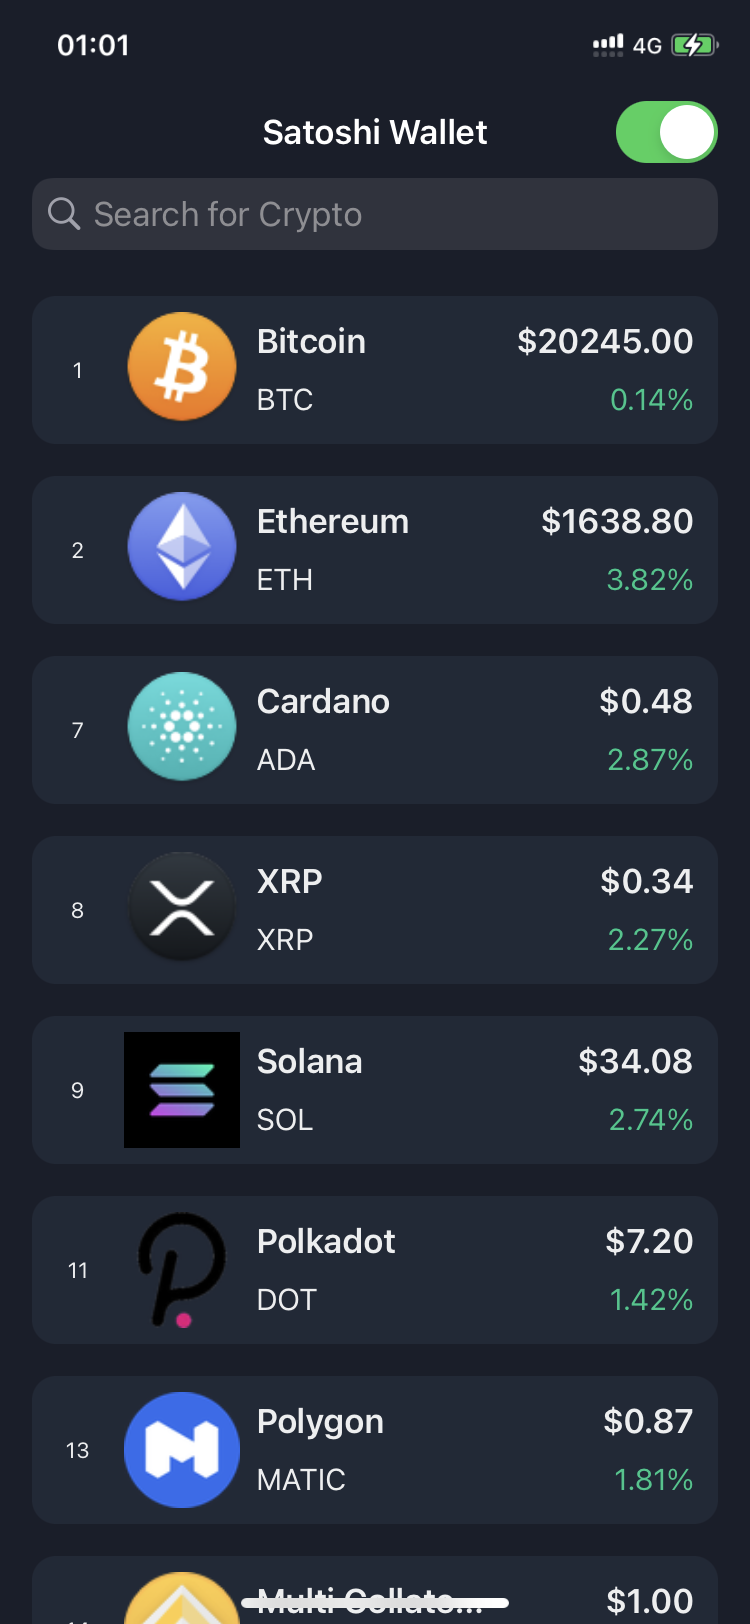 01:01
4G
Satoshi Wallet
Search for Crypto
1
Bitcoin
$20245.00
BTC
0.14%
2
Ethereum
$1638.80
ETH
3.82%
7
Cardano
$0.48
ADA
2.87%
8
XRP
$0.34
XRP
2.27%
9
Solana
$34.08
SOL
2.74%
11
Polkadot
$7.20
DOT
1.42%
13
Polygon
$0.87
MATIC
1.81%
Multi Collate...
$1.00